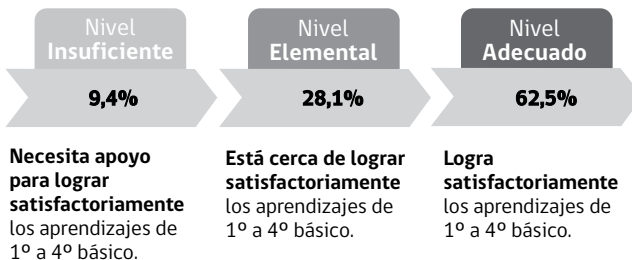 Nivel
Insuficiente
9,4%
Necesita apoyo
para lograr
satisfactoriamente
los aprendizajes de
1º a 4º básico.
Nivel
Elemental
28,1%
Está cerca de lograr
satisfactoriamente
los aprendizajes de
1º a 4º básico.
Nivel
Adecuado
62,5%
Logra
satisfactoriamente
los aprendizajes de
1º a 4º básico.